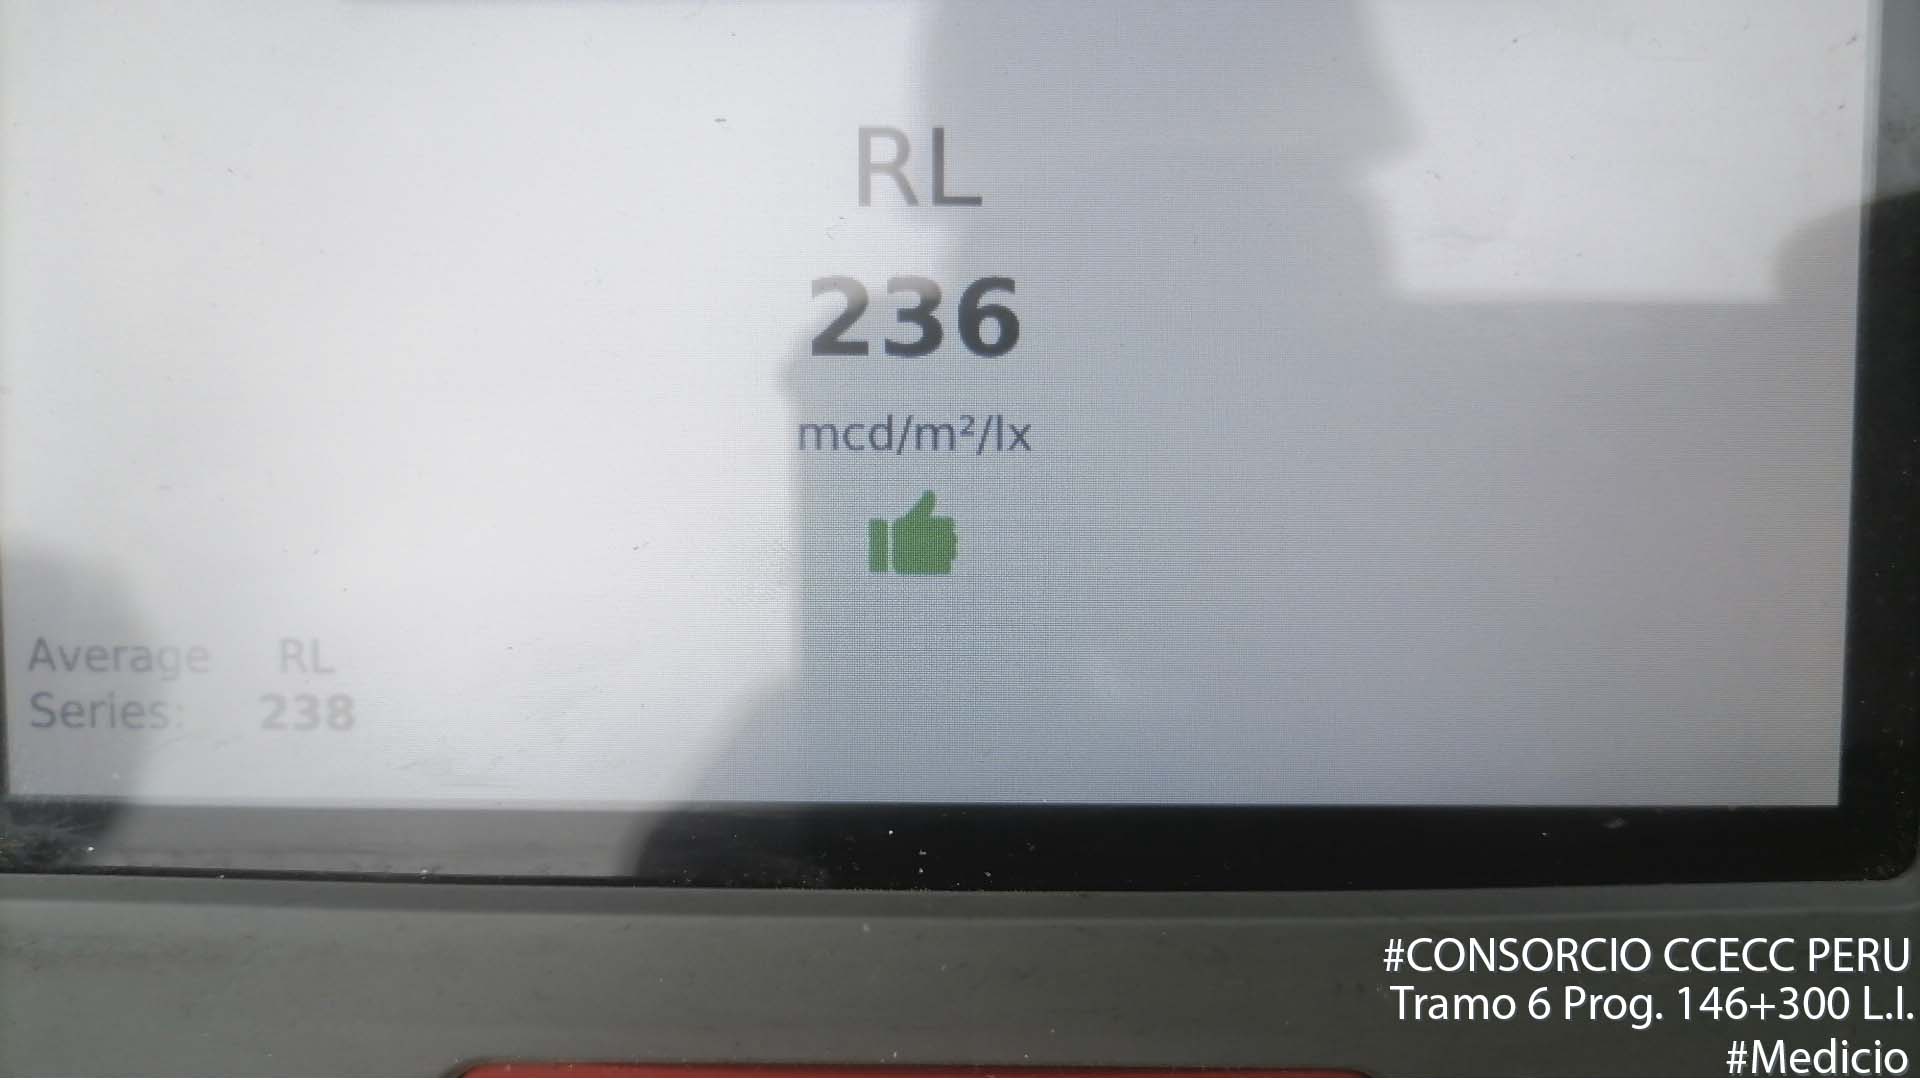 RL
236
mcd/m²/lx
Average RL
Series: 238
#CONSORCIO CCECC PERU
Tramo 6 Prog. 146+300 L.I.
#Medicio